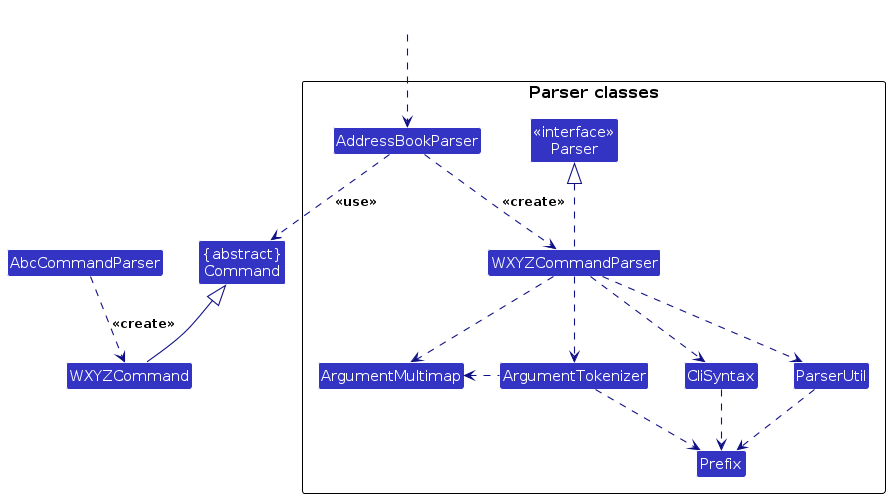 Parser classes
AddressBookParser
«interface»
Parser
«use»
«create»
AbcCommandParser
{abstract}
Command
WXYZCommandParser
«create»
WXYZCommand
ArgumentMultimap
ArgumentTokenizer
CliSyntax
ParserUtil
Prefix